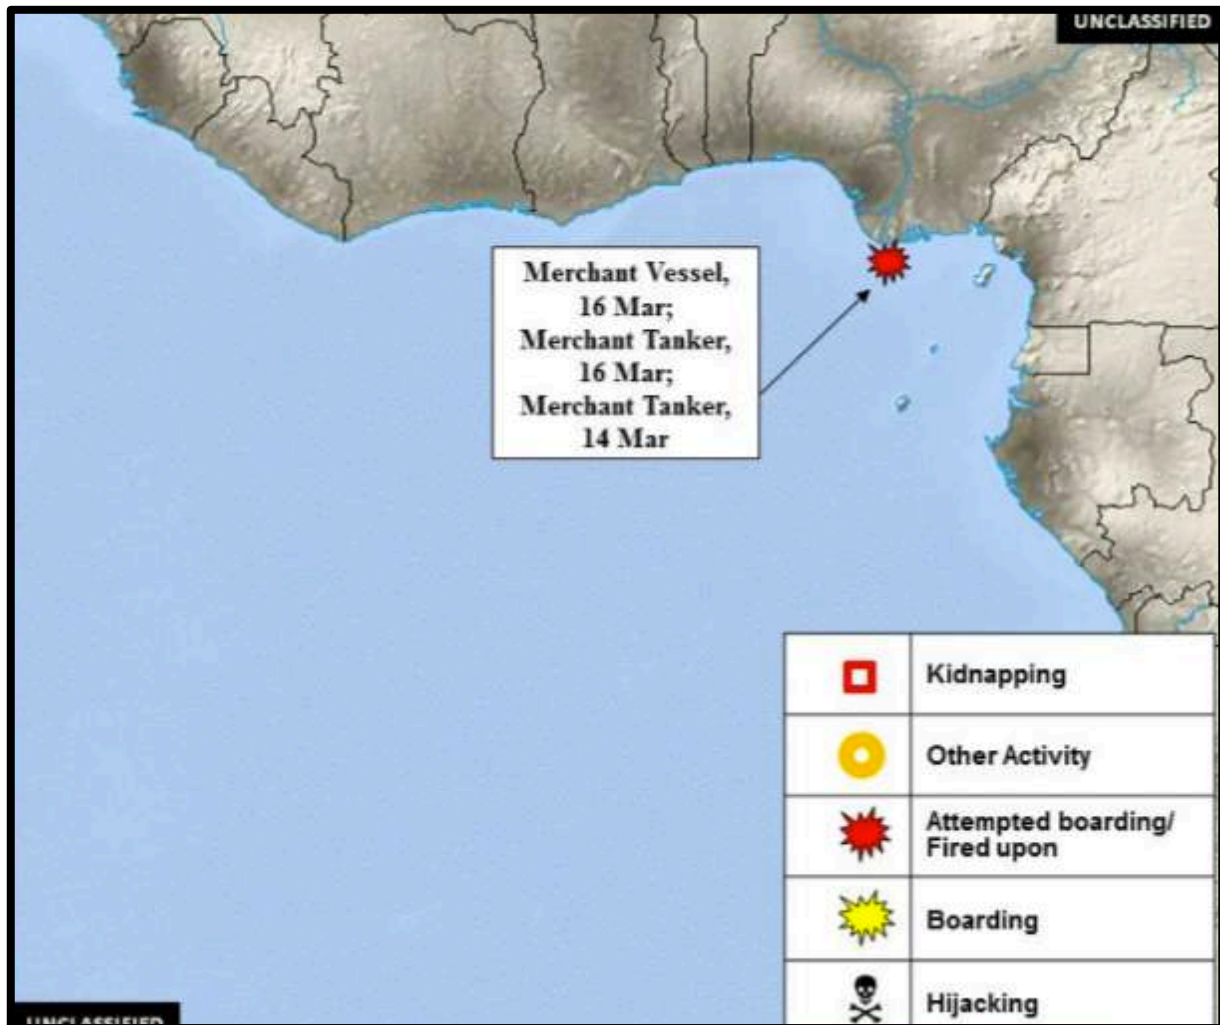 UNCLASSIFIED
Merchant Vessel,
16 Mar;
Merchant Tanker,
16 Mar;
Merchant Tanker,
14 Mar
Kidnapping
Other Activity
Attempted boarding/
Fired upon
Boarding
Hijacking
UNCLASSIFIED